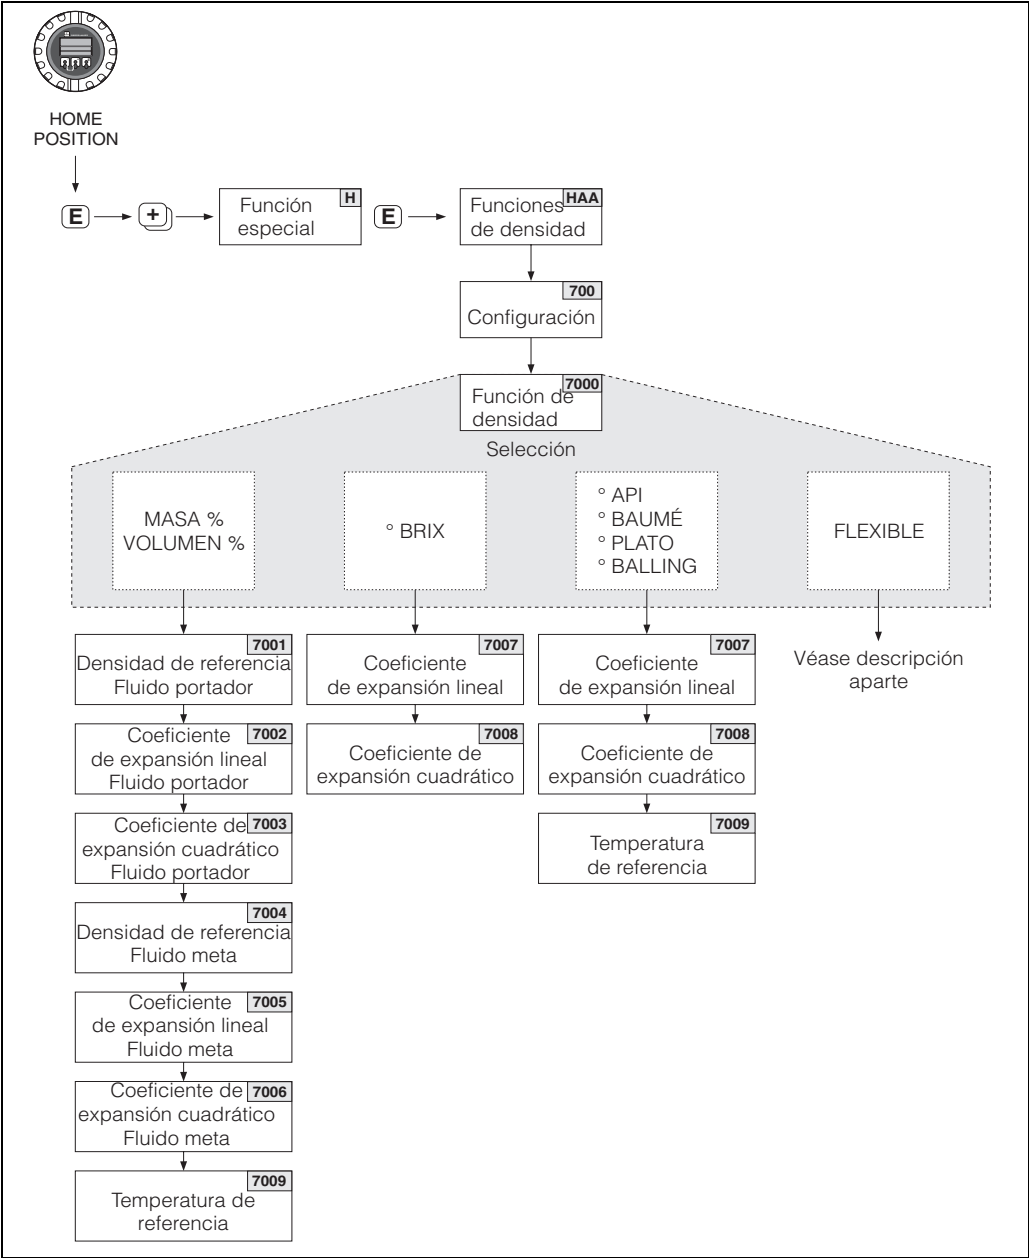 HOME
POSITION
E
+
H
Función
especial
E
HAA
Funciones
de densidad
700
Configuración
7000
Función de
densidad
Selección
MASA %
VOLUMEN %
° BRIX
° API
° BAUMÉ
° PLATO
° BALLING
FLEXIBLE
7001
Densidad de referencia
Fluido portador
7002
Coeficiente
de expansión lineal
Fluido portador
7003
Coeficiente de
expansión cuadrático
Fluido portador
7004
Densidad de referencia
Fluido meta
7005
Coeficiente
de expansión lineal
Fluido meta
7006
Coeficiente de
expansión cuadrático
Fluido meta
7009
Temperatura de
referencia
7007
Coeficiente
de expansión lineal
7008
Coeficiente de
expansión cuadrático
7007
Coeficiente
de expansión lineal
7008
Coeficiente de
expansión cuadrático
7009
Temperatura
de referencia
Véase descripción
aparte